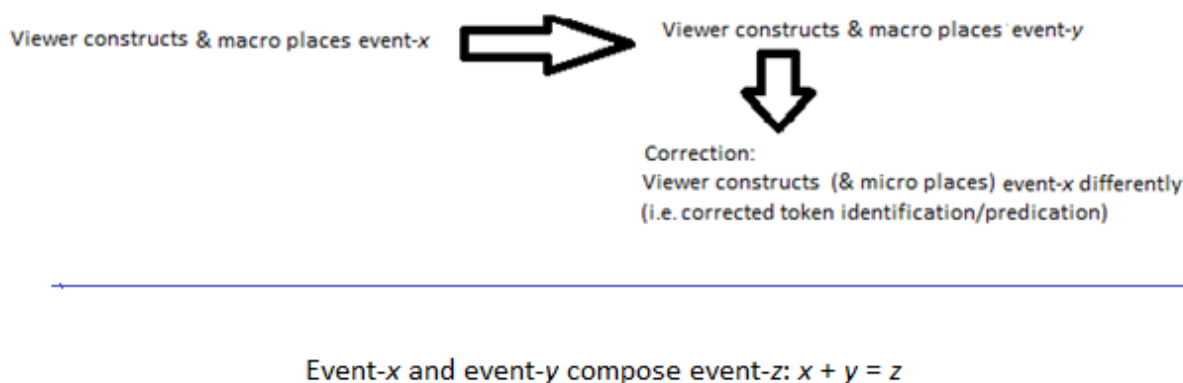 Viewer constructs & macro places event-x
Viewer constructs & macro places event-y
Correction:
Viewer constructs (& micro places) event-x differently
(i.e. corrected token identification/predication)
Event-x and event-y compose event-z: x + y = z